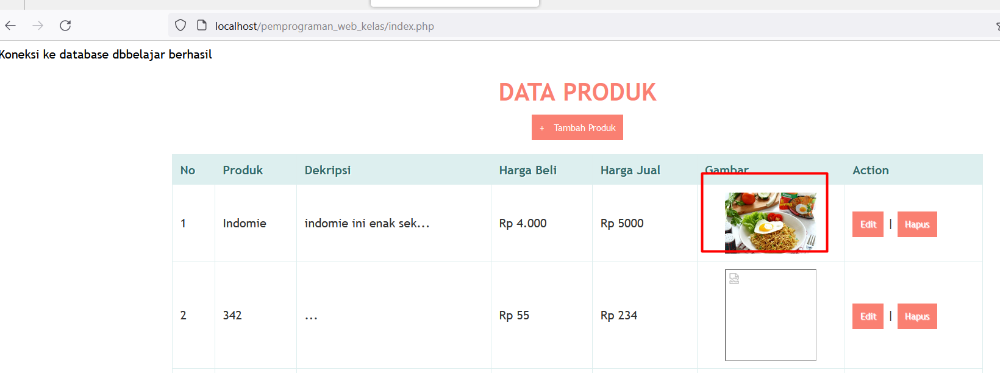 localhost/pemprograman_web_kelas/index.php
Koneksi ke database dbbelajar berhasil
DATA PRODUK
+ Tambah Produk
No Produk Dekripsi Harga Beli Harga Jual Gambar Action
1 Indomie indomie ini enak sek... Rp 4.000 Rp 5000 Edit | Hapus
2 342 ... Rp 55 Rp 234 Edit | Hapus